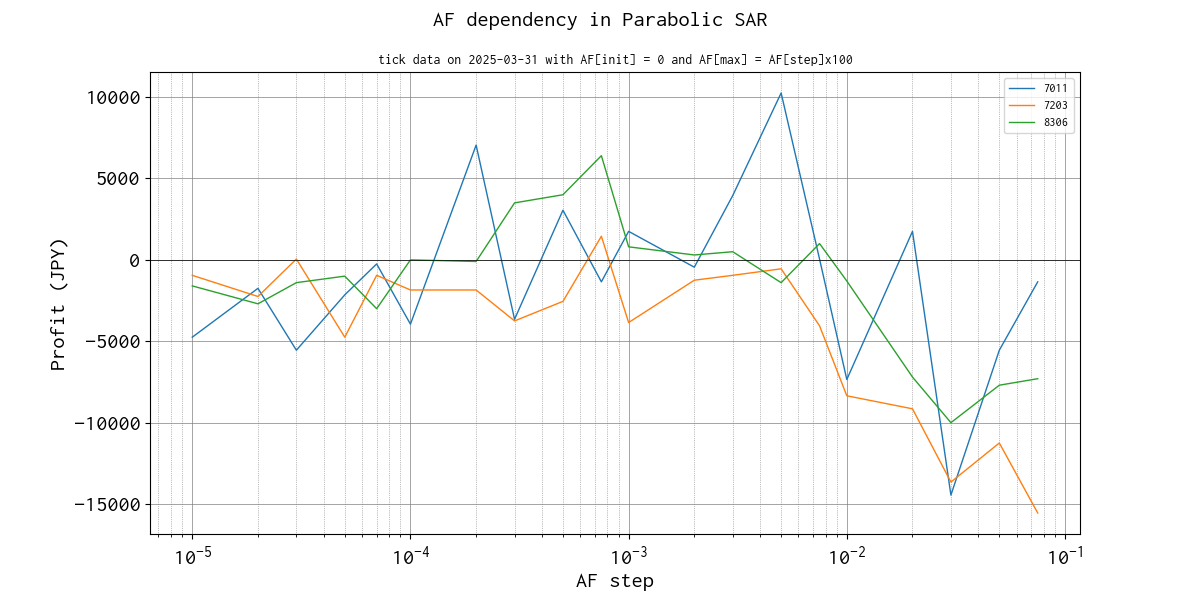 AF dependency in Parabolic SAR
tick data on 2025-03-31 with AF[init] = 0 and AF[max] = AF[step]x100
7011
7203
8306
Profit (JPY)
10000
5000
0
−5000
−10000
−15000
10⁻⁵ 10⁻⁴ 10⁻³ 10⁻² 10⁻¹
AF step